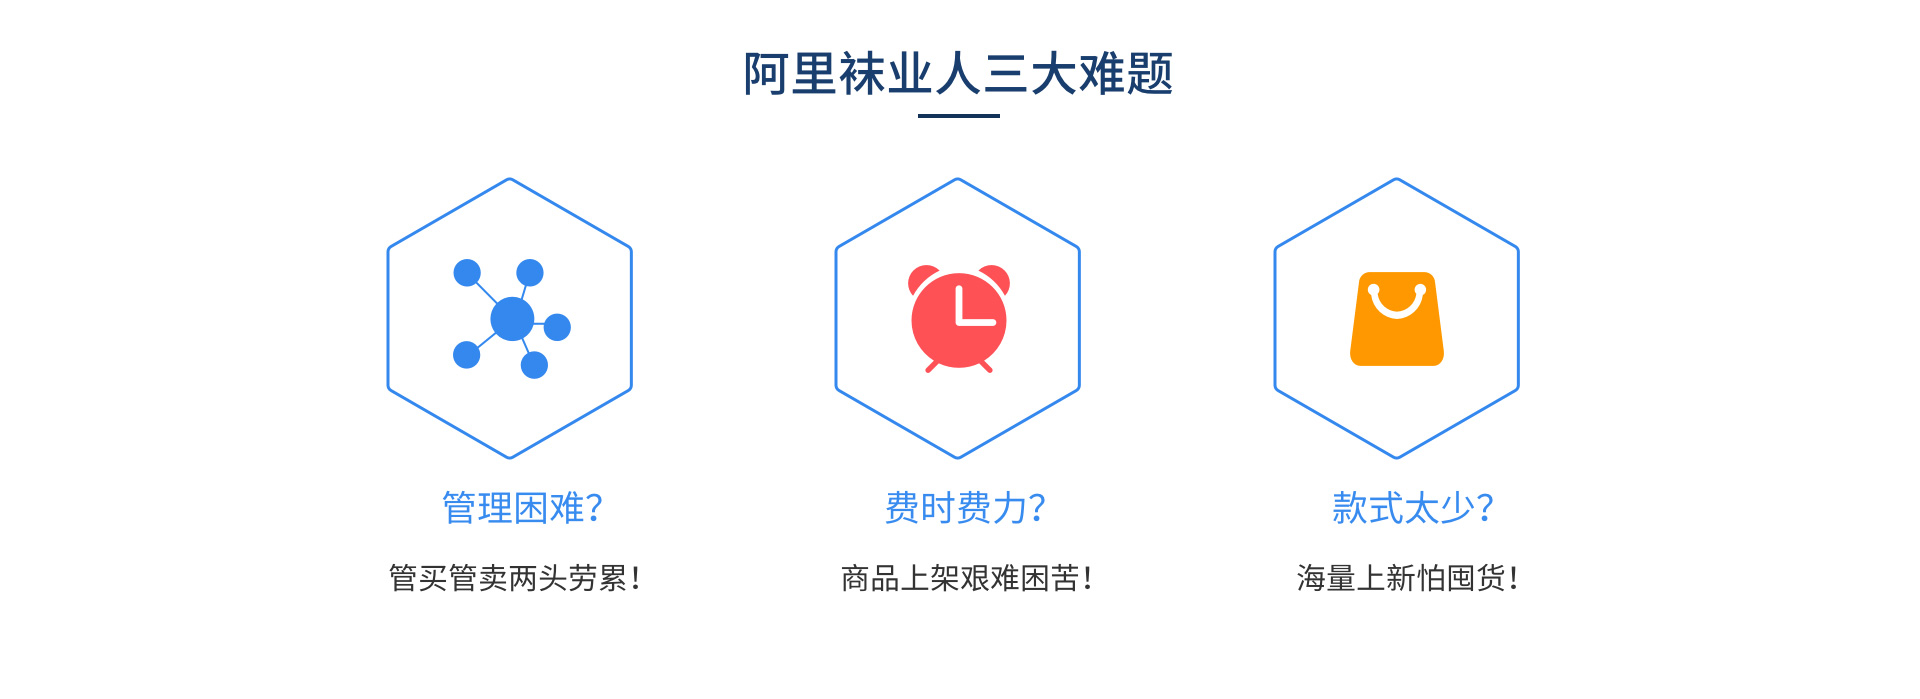 阿里袜业人三大难题
管理困难?
费时费力?
款式太少?
管买管卖两头劳累!
商品上架艰难困苦!
海量上新怕囤货!